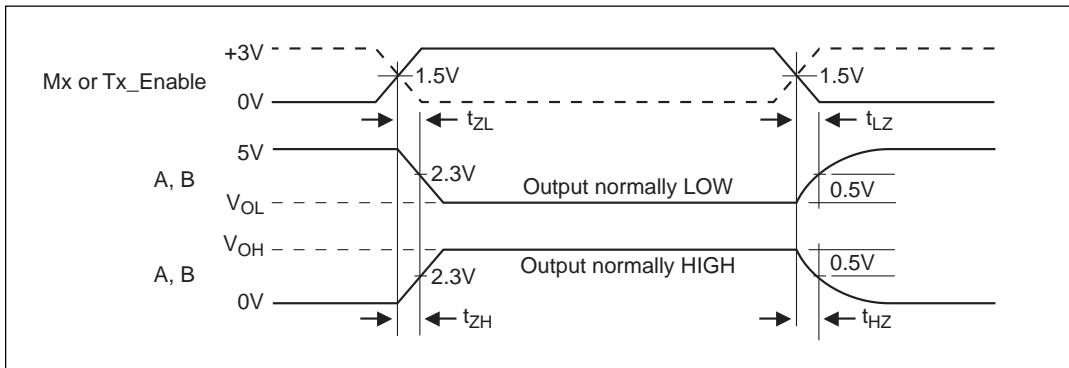 +3V
Mx or Tx_Enable
1.5V
1.5V
0V
tZL
tLZ
5V
A, B
2.3V
Output normally LOW
0.5V
VOL
VOH
A, B
2.3V
Output normally HIGH
0.5V
0V
tZH
tHZ